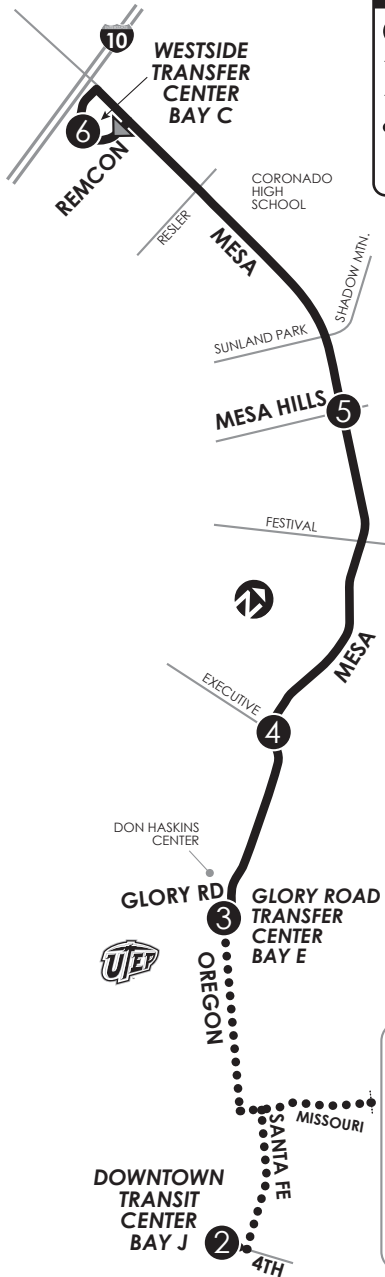 10
WESTSIDE
TRANSFER
CENTER
BAY C
6
REMCON
RESLER
MESA
CORONADO
HIGH
SCHOOL
SHADOW MTN.
SUNLAND PARK
MESA HILLS
5
FESTIVAL
MESA
EXECUTIVE
4
DON HASKINS
CENTER
GLORY RD
3
GLORY ROAD
TRANSFER
CENTER
BAY E
UTEP
OREGON
MISSOURI
SANTA FE
DOWNTOWN
TRANSIT
CENTER
BAY J
2
4TH